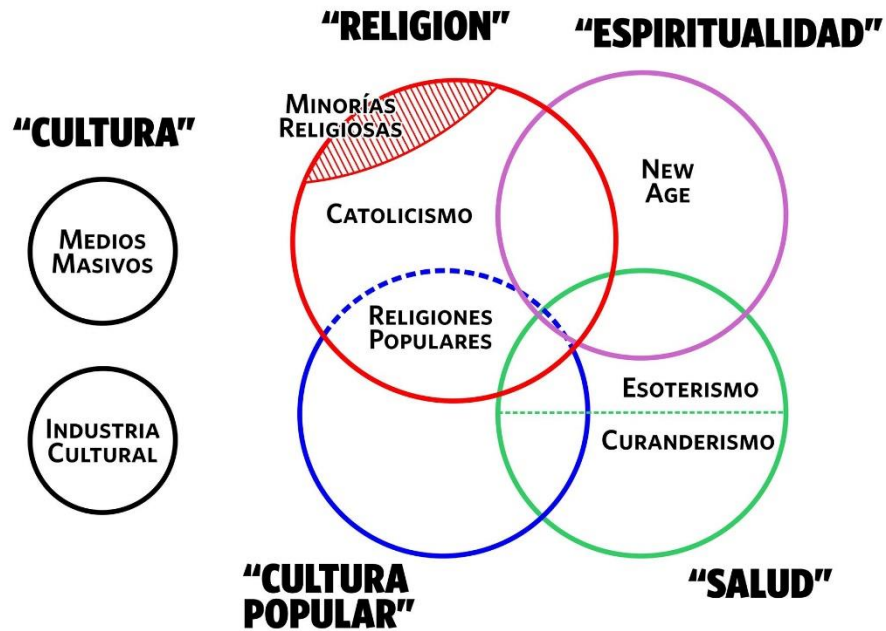 “RELIGION”
“ESPIRITUALIDAD”
“CULTURA”
Minorías
Religiosas
New
Age
Catolicismo
Medios
Masivos
Religiones
Populares
Esoterismo
Industria
Cultural
Curanderismo
“CULTURA
POPULAR”
“SALUD”